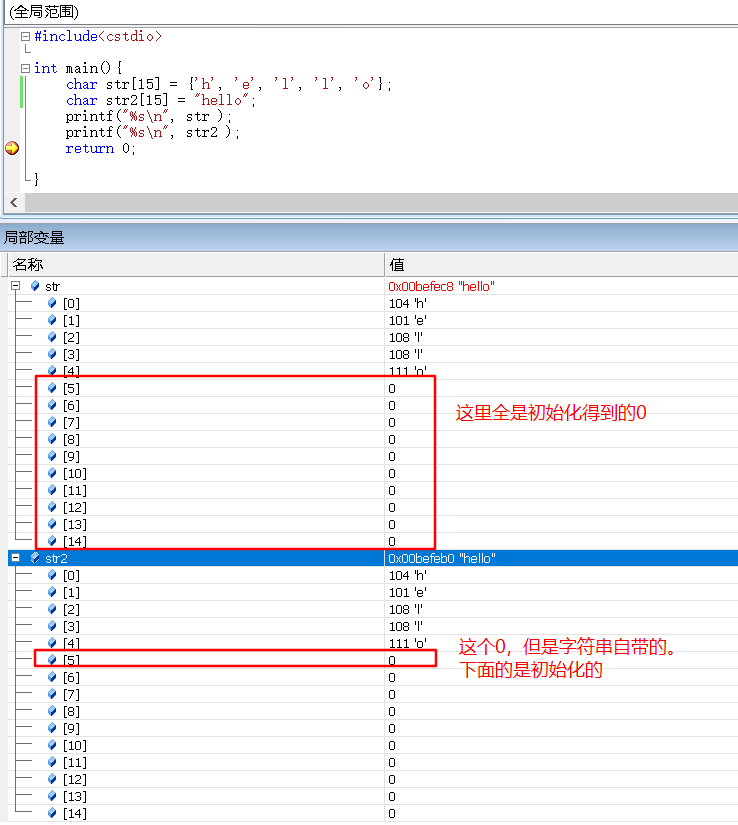 (全局范围)
#include<cstdio>
int main(){
char str[15] = {'h', 'e', 'l', 'l', 'o'};
char str2[15] = "hello";
printf("%s\n", str );
printf("%s\n", str2 );
return 0;
}
局部变量
名称 值
str 0x00befec8 "hello"
[0] 104 'h'
[1] 101 'e'
[2] 108 'l'
[3] 108 'l'
[4] 111 'o'
[5] 0
[6] 0
[7] 0 这里全是初始化得到的0
[8] 0
[9] 0
[10] 0
[11] 0
[12] 0
[13] 0
[14] 0
str2 0x00befeb0 "hello"
[0] 104 'h'
[1] 101 'e'
[2] 108 'l'
[3] 108 'l'
[4] 111 'o' 这个0，但是字符串自带的。
[5] 0 下面的是初始化的
[6] 0
[7] 0
[8] 0
[9] 0
[10] 0
[11] 0
[12] 0
[13] 0
[14] 0